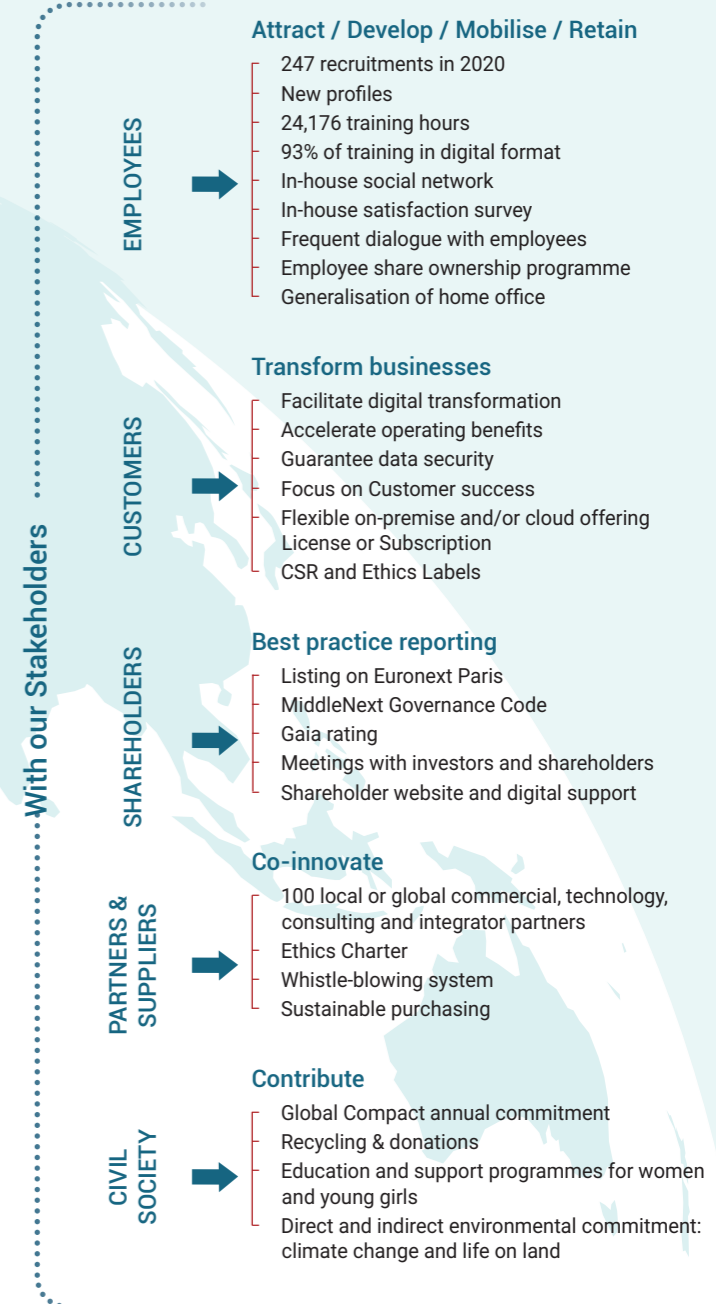 With our Stakeholders
EMPLOYEES
Attract / Develop / Mobilise / Retain
247 recruitments in 2020
New profiles
24,176 training hours
93% of training in digital format
In-house social network
In-house satisfaction survey
Frequent dialogue with employees
Employee share ownership programme
Generalisation of home office
CUSTOMERS
Transform businesses
Facilitate digital transformation
Accelerate operating benefits
Guarantee data security
Focus on Customer success
Flexible on-premise and/or cloud offering
License or Subscription
CSR and Ethics Labels
SHAREHOLDERS
Best practice reporting
Listing on Euronext Paris
MiddleNext Governance Code
Gaia rating
Meetings with investors and shareholders
Shareholder website and digital support
PARTNERS &
SUPPLIERS
Co-innovate
100 local or global commercial, technology,
consulting and integrator partners
Ethics Charter
Whistle-blowing system
Sustainable purchasing
CIVIL
SOCIETY
Contribute
Global Compact annual commitment
Recycling & donations
Education and support programmes for women
and young girls
Direct and indirect environmental commitment:
climate change and life on land